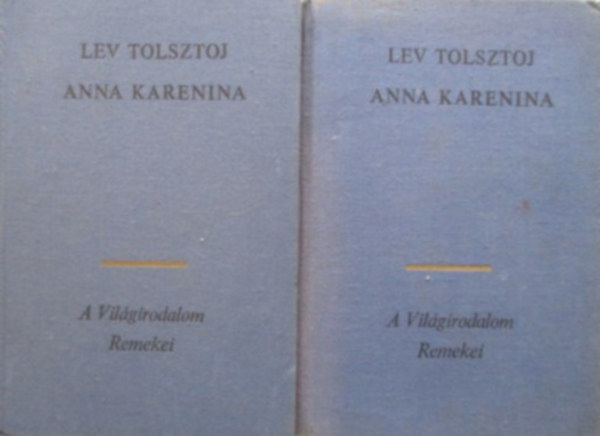 LEV TOLSZTOJ
ANNA KARENINA
A Világirodalom
Remekei
LEV TOLSZTOJ
ANNA KARENINA
A Világirodalom
Remekei